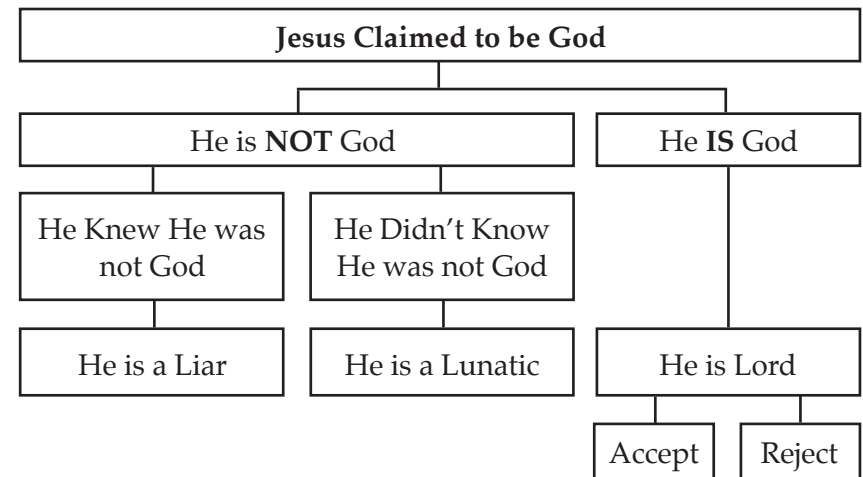 Jesus Claimed to be God
He is NOT God
He IS God
He Knew He was
not God
He Didn't Know
He was not God
He is a Liar
He is a Lunatic
He is Lord
Accept
Reject